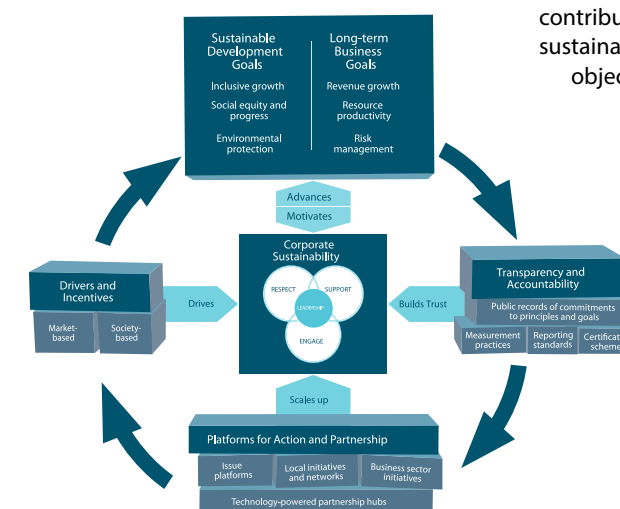 contribu
sustaina
objec
Sustainable
Development
Goals
Inclusive growth
Social equity and
progress
Environmental
protection
Long-term
Business
Goals
Revenue growth
Resource
productivity
Risk
management
Advances
Motivates
Corporate
Sustainability
RESPECT
SUPPORT
LEADERSHIP
ENGAGE
Drivers and
Incentives
Market-
based
Society-
based
Drives
Builds Trust
Transparency and
Accountability
Public records of commitments
to principles and goals
Measurement
practices
Reporting
standards
Certificat
scheme
Scales up
Platforms for Action and Partnership
Issue
platforms
Local initiatives
and networks
Business sector
initiatives
Technology-powered partnership hubs